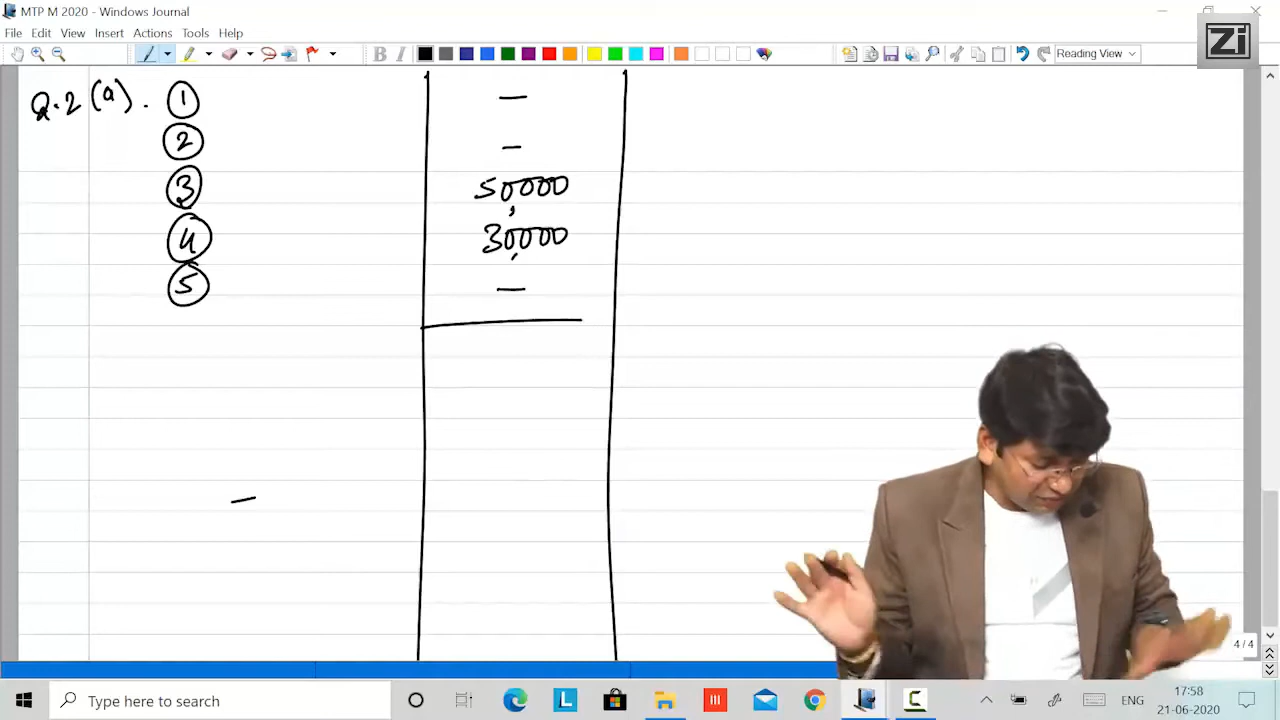 MTP M 2020 - Windows Journal
Zi
File Edit View Insert Actions Tools Help
B I Reading View
Q.2 (a). 1 —
2 —
3 50,000
4 30,000
5 —
—
4 / 4
Type here to search
ENG 17:58
21-06-2020